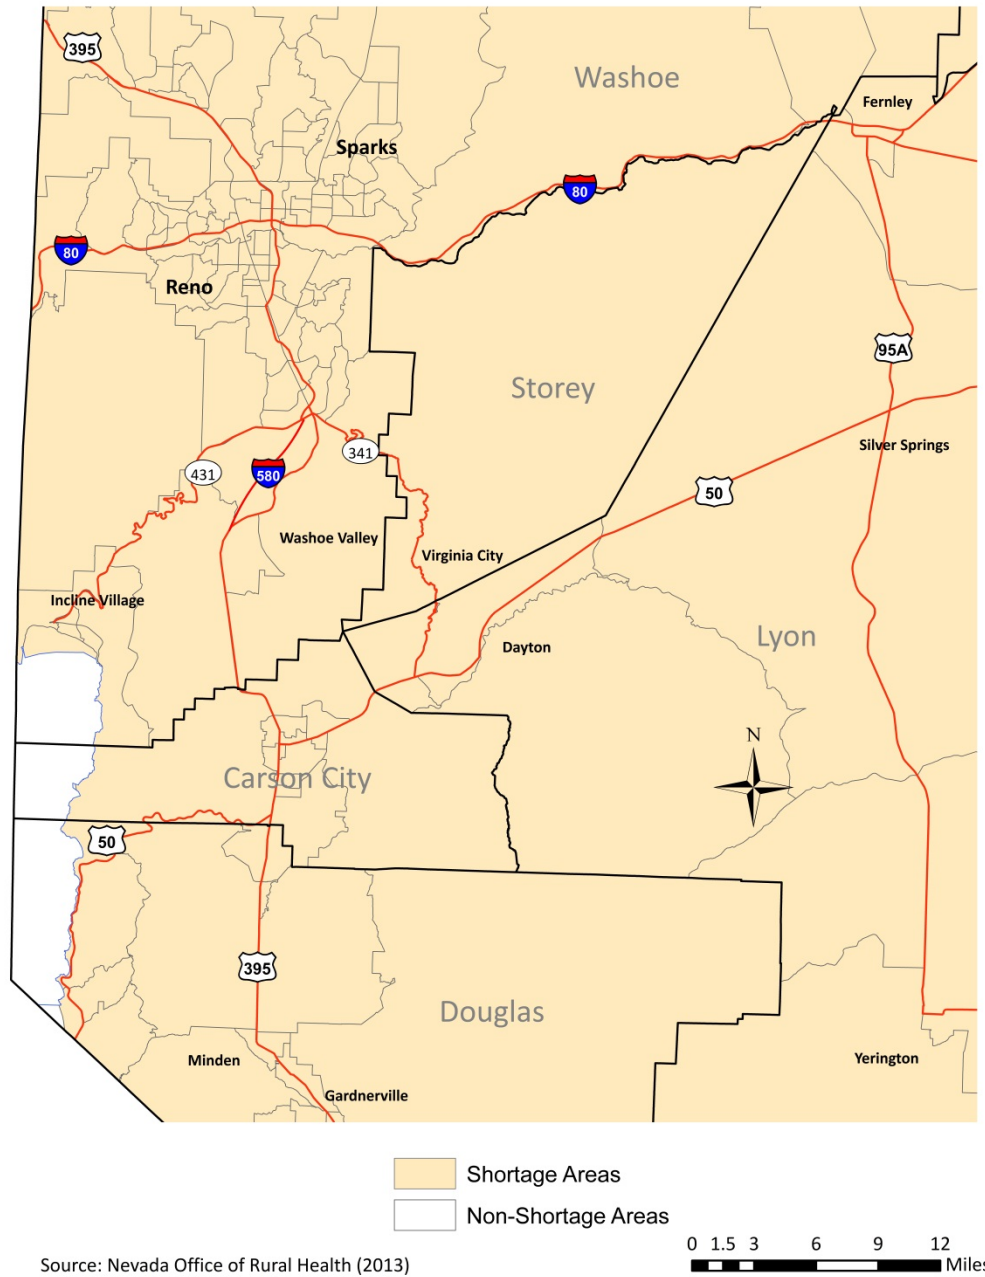 395
Washoe
Fernley
Sparks
80
80
Reno
95A
Storey
Silver Springs
341
431
580
50
Washoe Valley
Virginia City
Incline Village
Lyon
Dayton
N
Carson City
50
395
Douglas
Minden
Yerington
Gardnerville
Shortage Areas
Non-Shortage Areas
0 1.5 3 6 9 12
Miles
Source: Nevada Office of Rural Health (2013)